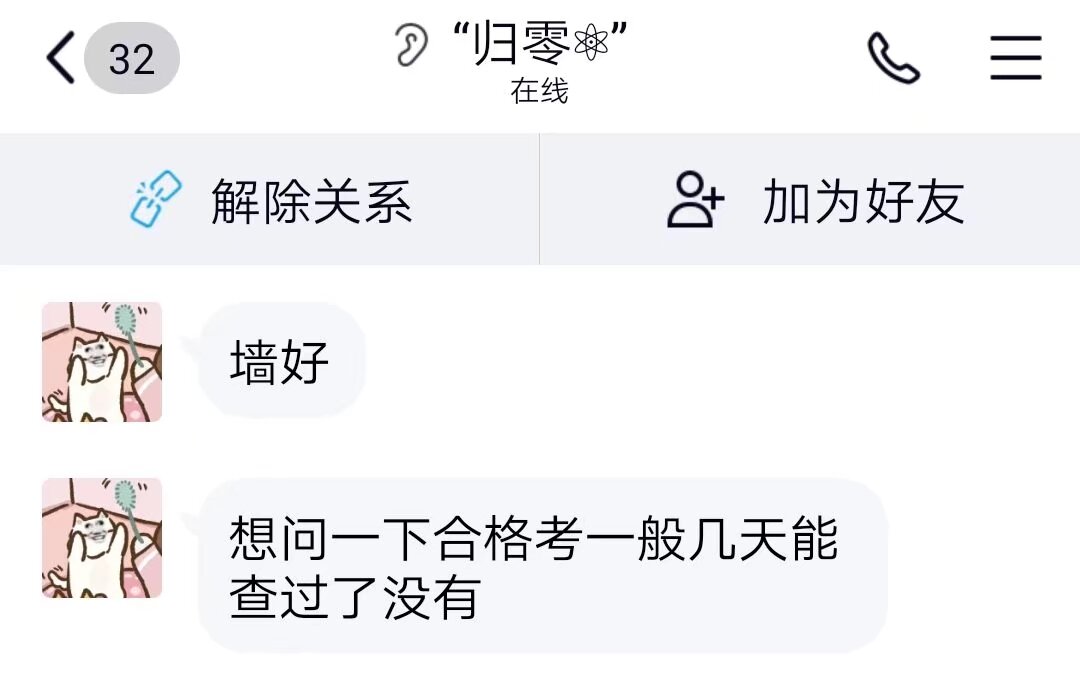 32
“归零⚛”
在线
解除关系
加为好友
墙好
想问一下合格考一般几天能
查过了没有